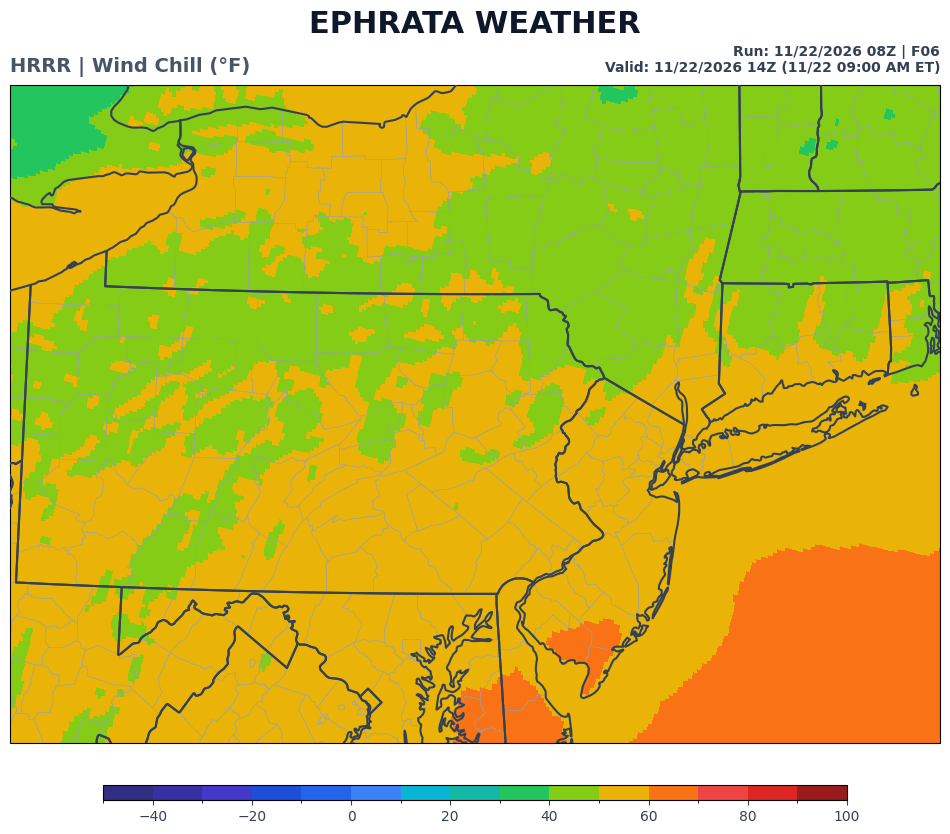 EPHRATA WEATHER
HRRR | Wind Chill (°F)
Run: 11/22/2026 08Z | F06
Valid: 11/22/2026 14Z (11/22 09:00 AM ET)
−40 −20 0 20 40 60 80 100